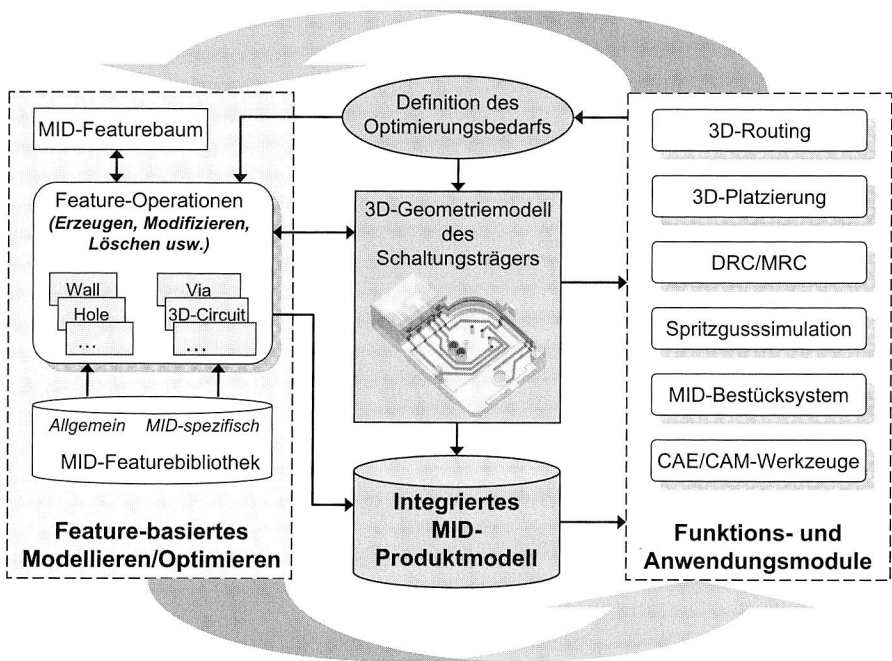 MID-Featurebaum
Feature-Operationen
(Erzeugen, Modifizieren,
Löschen usw.)
Wall
Hole
...
Via
3D-Circuit
...
Allgemein
MID-spezifisch
MID-Featurebibliothek
Feature-basiertes
Modellieren/Optimieren
Definition des
Optimierungsbedarfs
3D-Geometriemodell
des
Schaltungsträgers
Integriertes
MID-
Produktmodell
3D-Routing
3D-Platzierung
DRC/MRC
Spritzgusssimulation
MID-Bestücksystem
CAE/CAM-Werkzeuge
Funktions- und
Anwendungsmodule